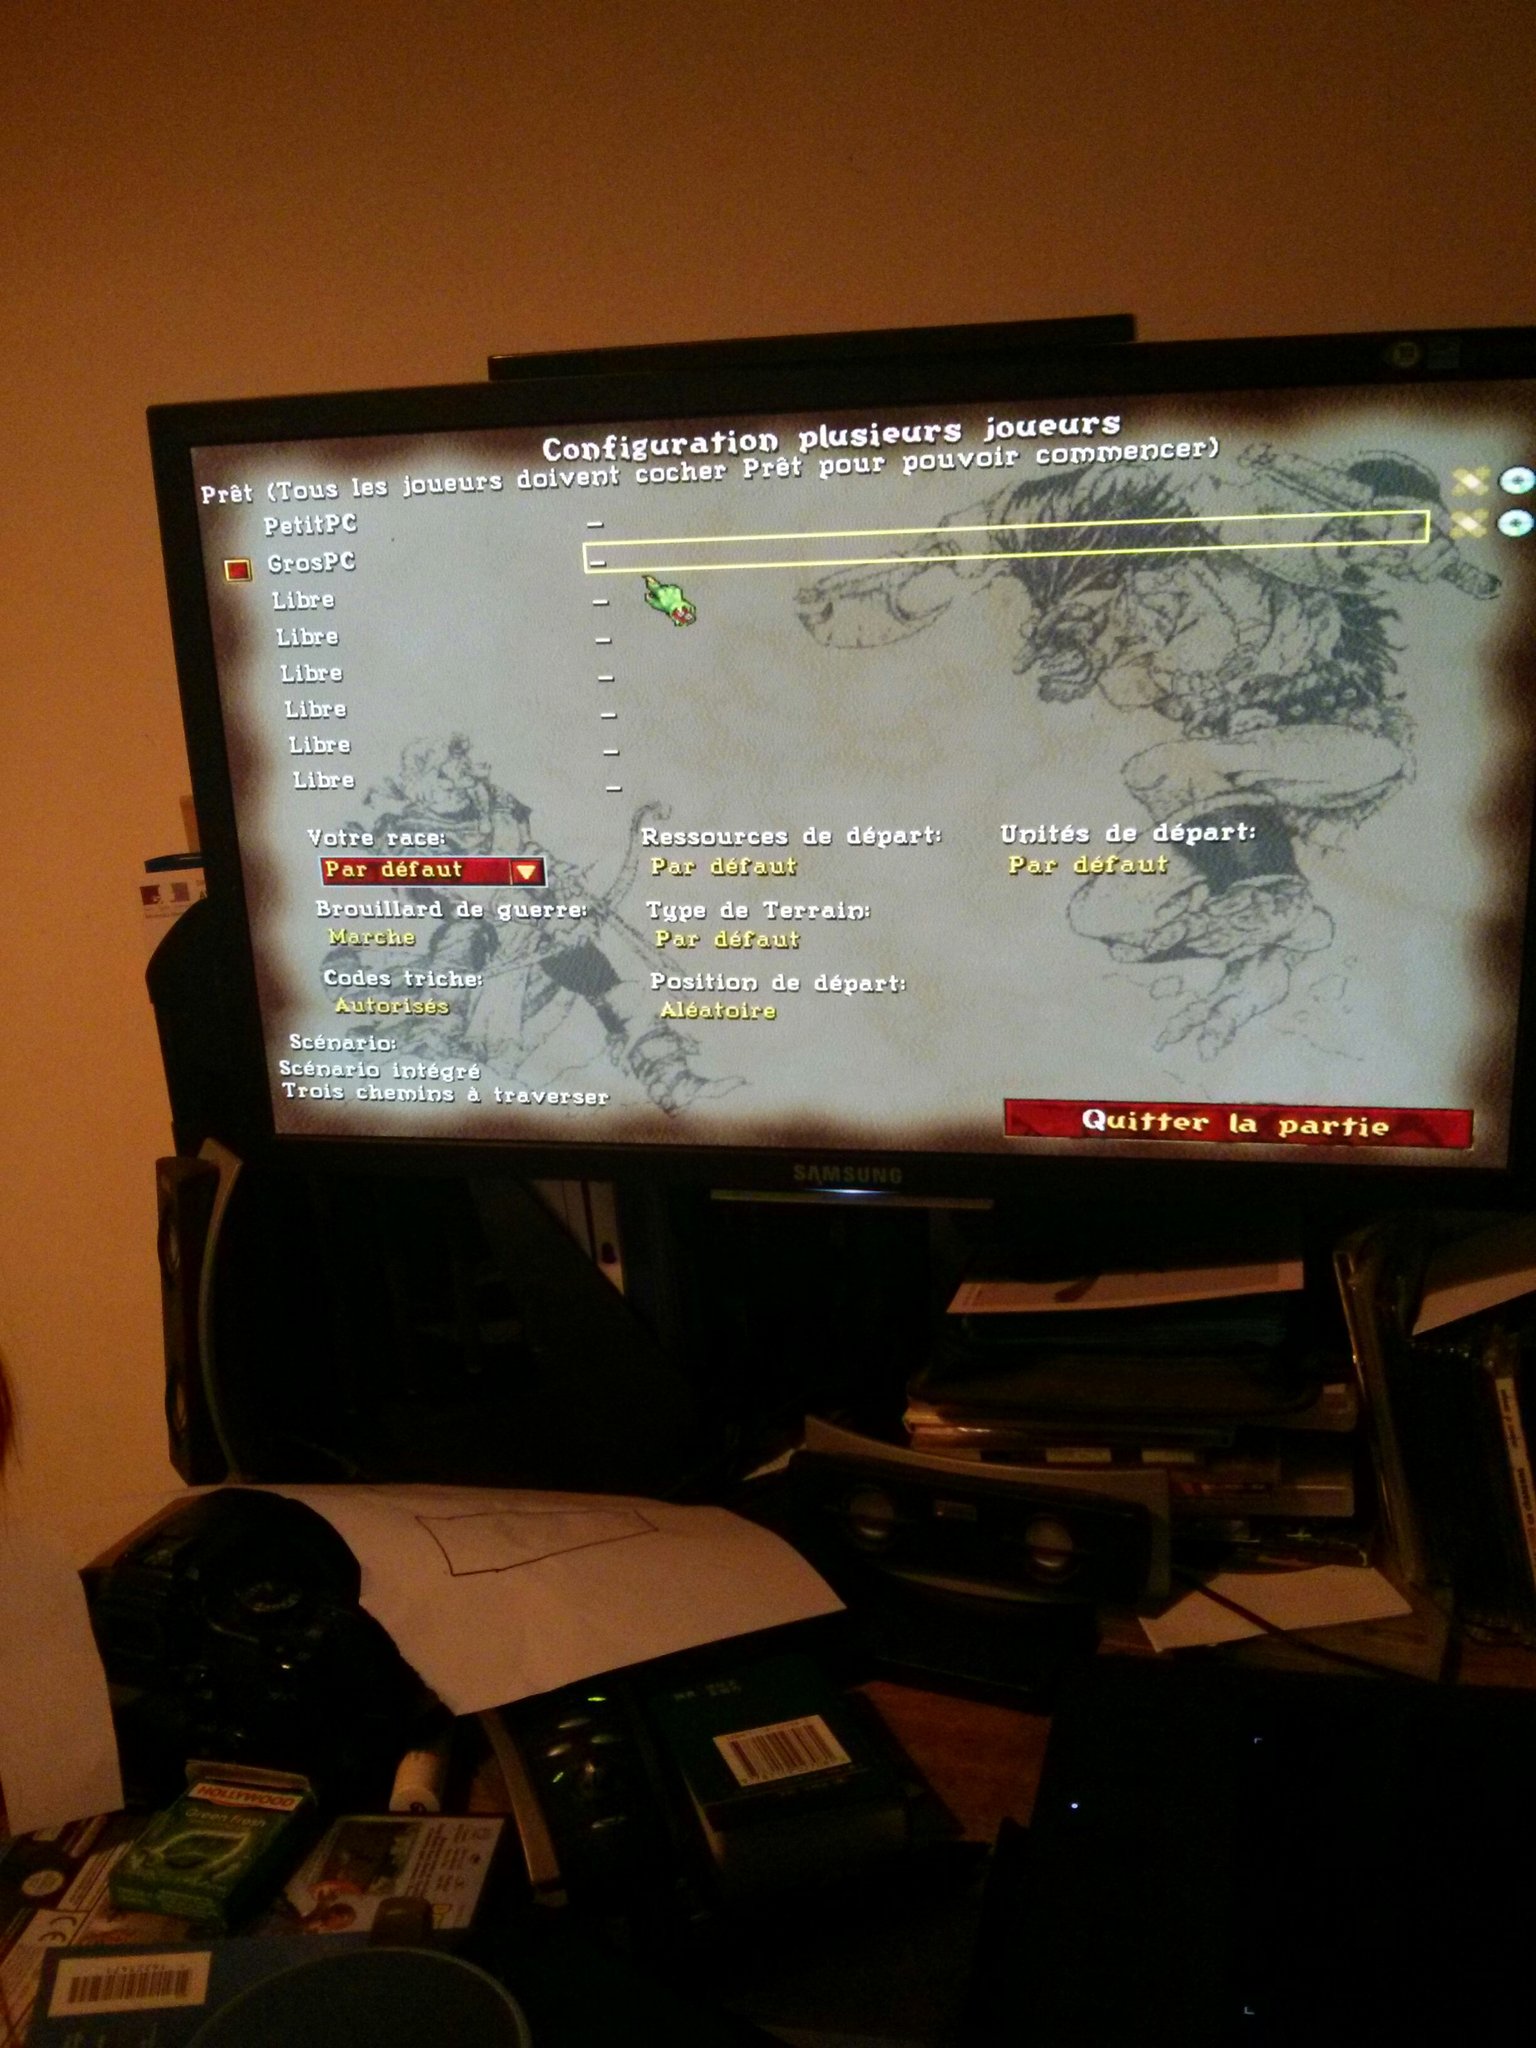 Configuration plusieurs joueurs
Prêt (Tous les joueurs doivent cocher Prêt pour pouvoir commencer)
PetitPC
GrosPC
Libre
Libre
Libre
Libre
Libre
Libre
Votre race:
Par défaut
Ressources de départ:
Par défaut
Unités de départ:
Par défaut
Brouillard de guerre:
Marche
Type de Terrain:
Par défaut
Codes triche:
Autorisés
Position de départ:
Aléatoire
Scénario:
Scénario intégré
Trois chemins à traverser
Quitter la partie
SAMSUNG
HOLLYWOOD
Green fresh